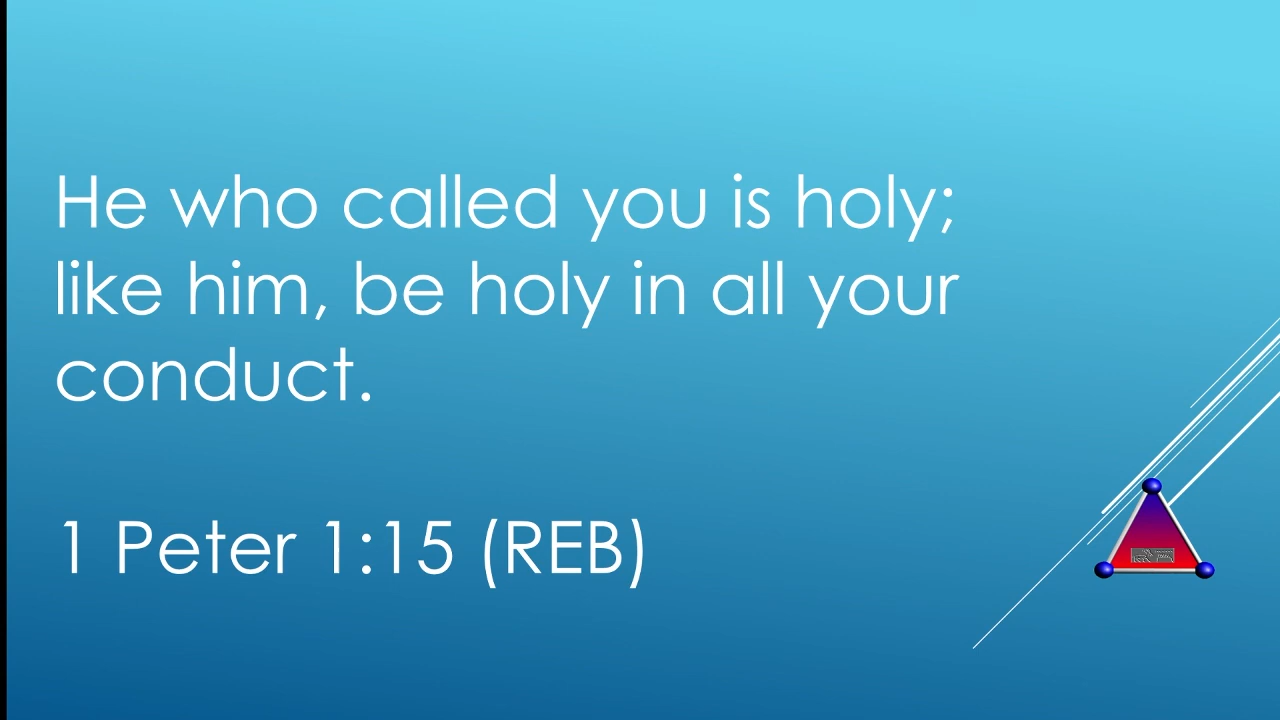 He who called you is holy;
like him, be holy in all your
conduct.
1 Peter 1:15 (REB)